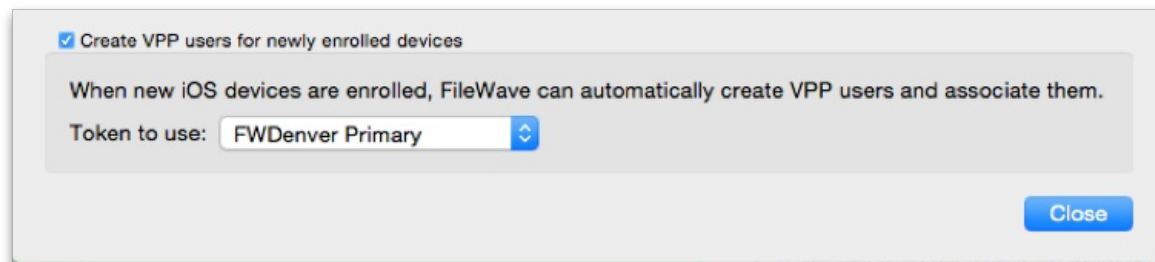 Create VPP users for newly enrolled devices
When new iOS devices are enrolled, FileWave can automatically create VPP users and associate them.
Token to use: FWDenver Primary
Close